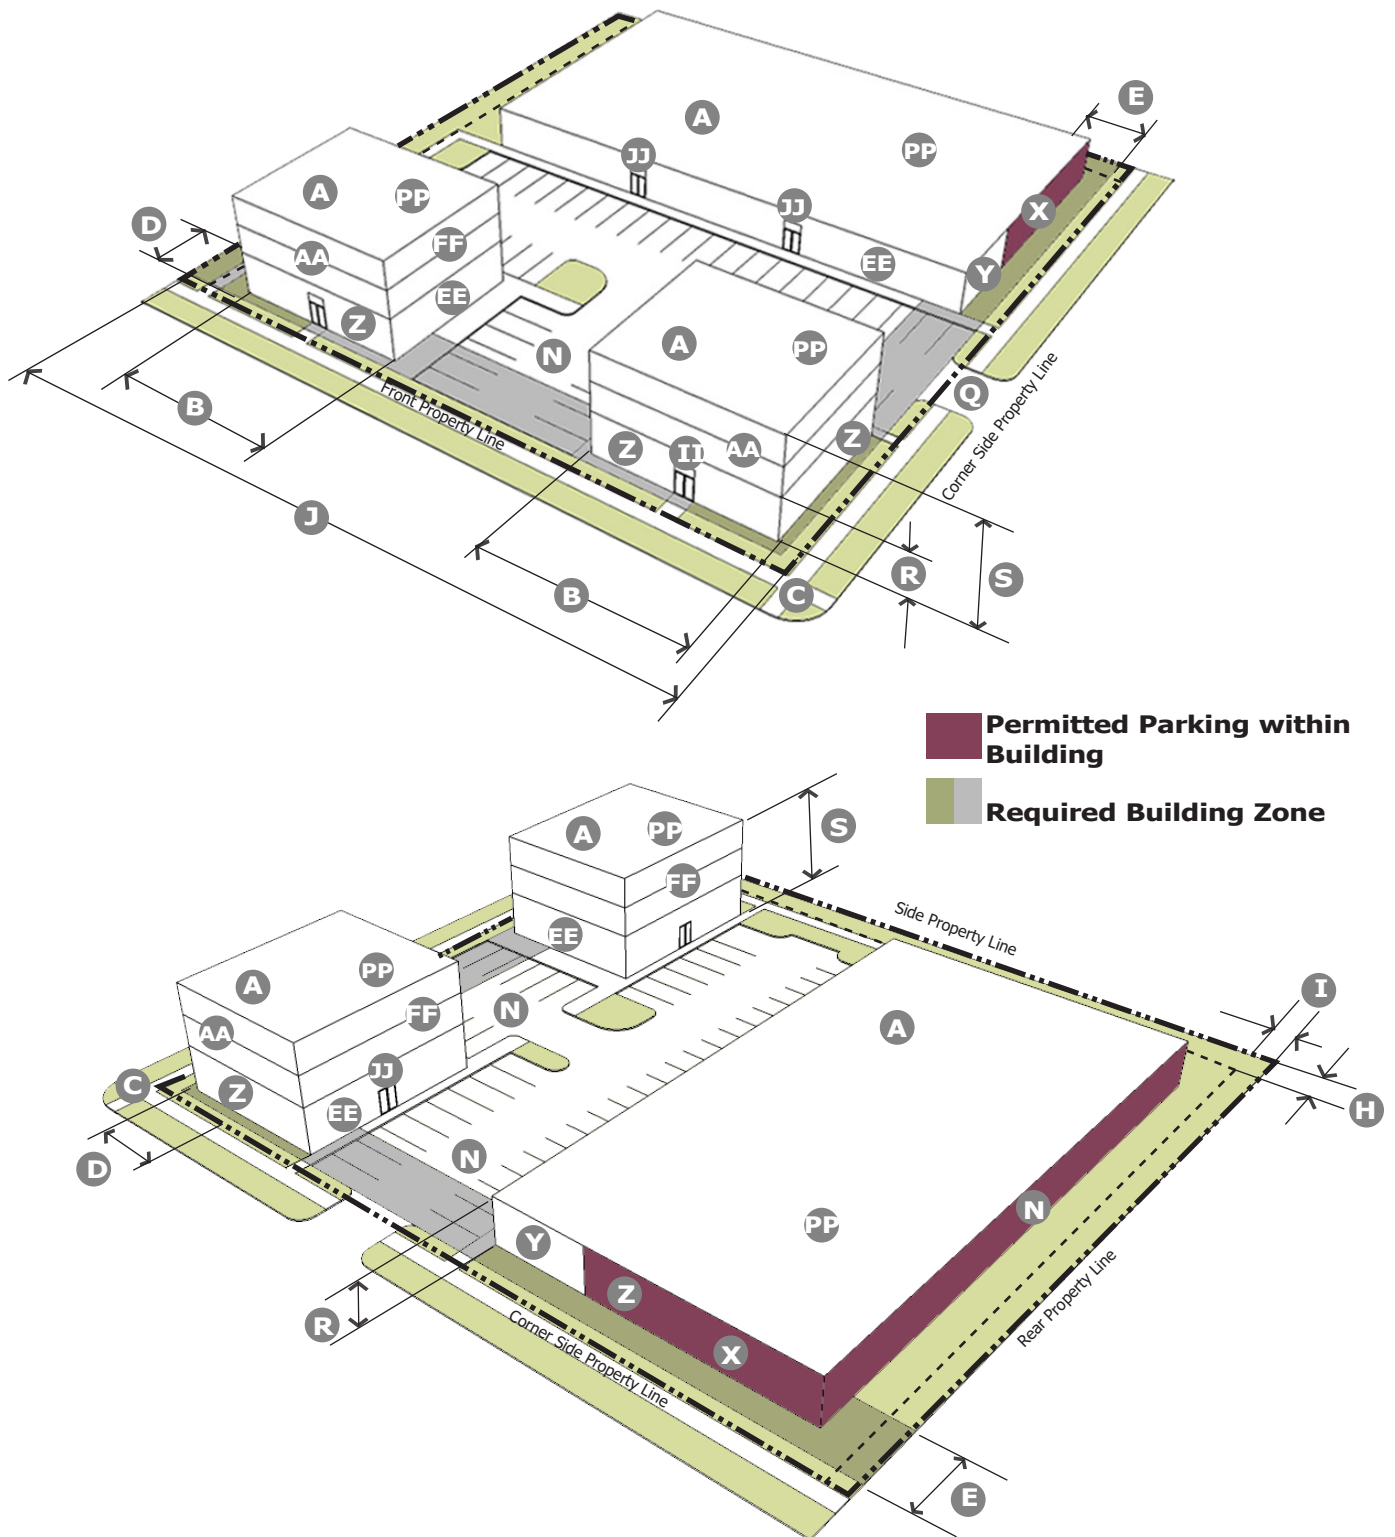 E
A
PP
JJ
A
PP
X
JJ
D
FF
AA
EE
Y
EE
Z
A
PP
N
Q
Front Property Line
B
Corner Side Property Line
Z
Z
II
AA
J
R
S
B
C
Permitted Parking within
Building
Required Building Zone
S
A
PP
FF
Side Property Line
EE
A
PP
I
N
FF
A
AA
JJ
C
Z
EE
H
D
N
N
PP
Y
Z
Rear Property Line
R
X
Corner Side Property Line
E